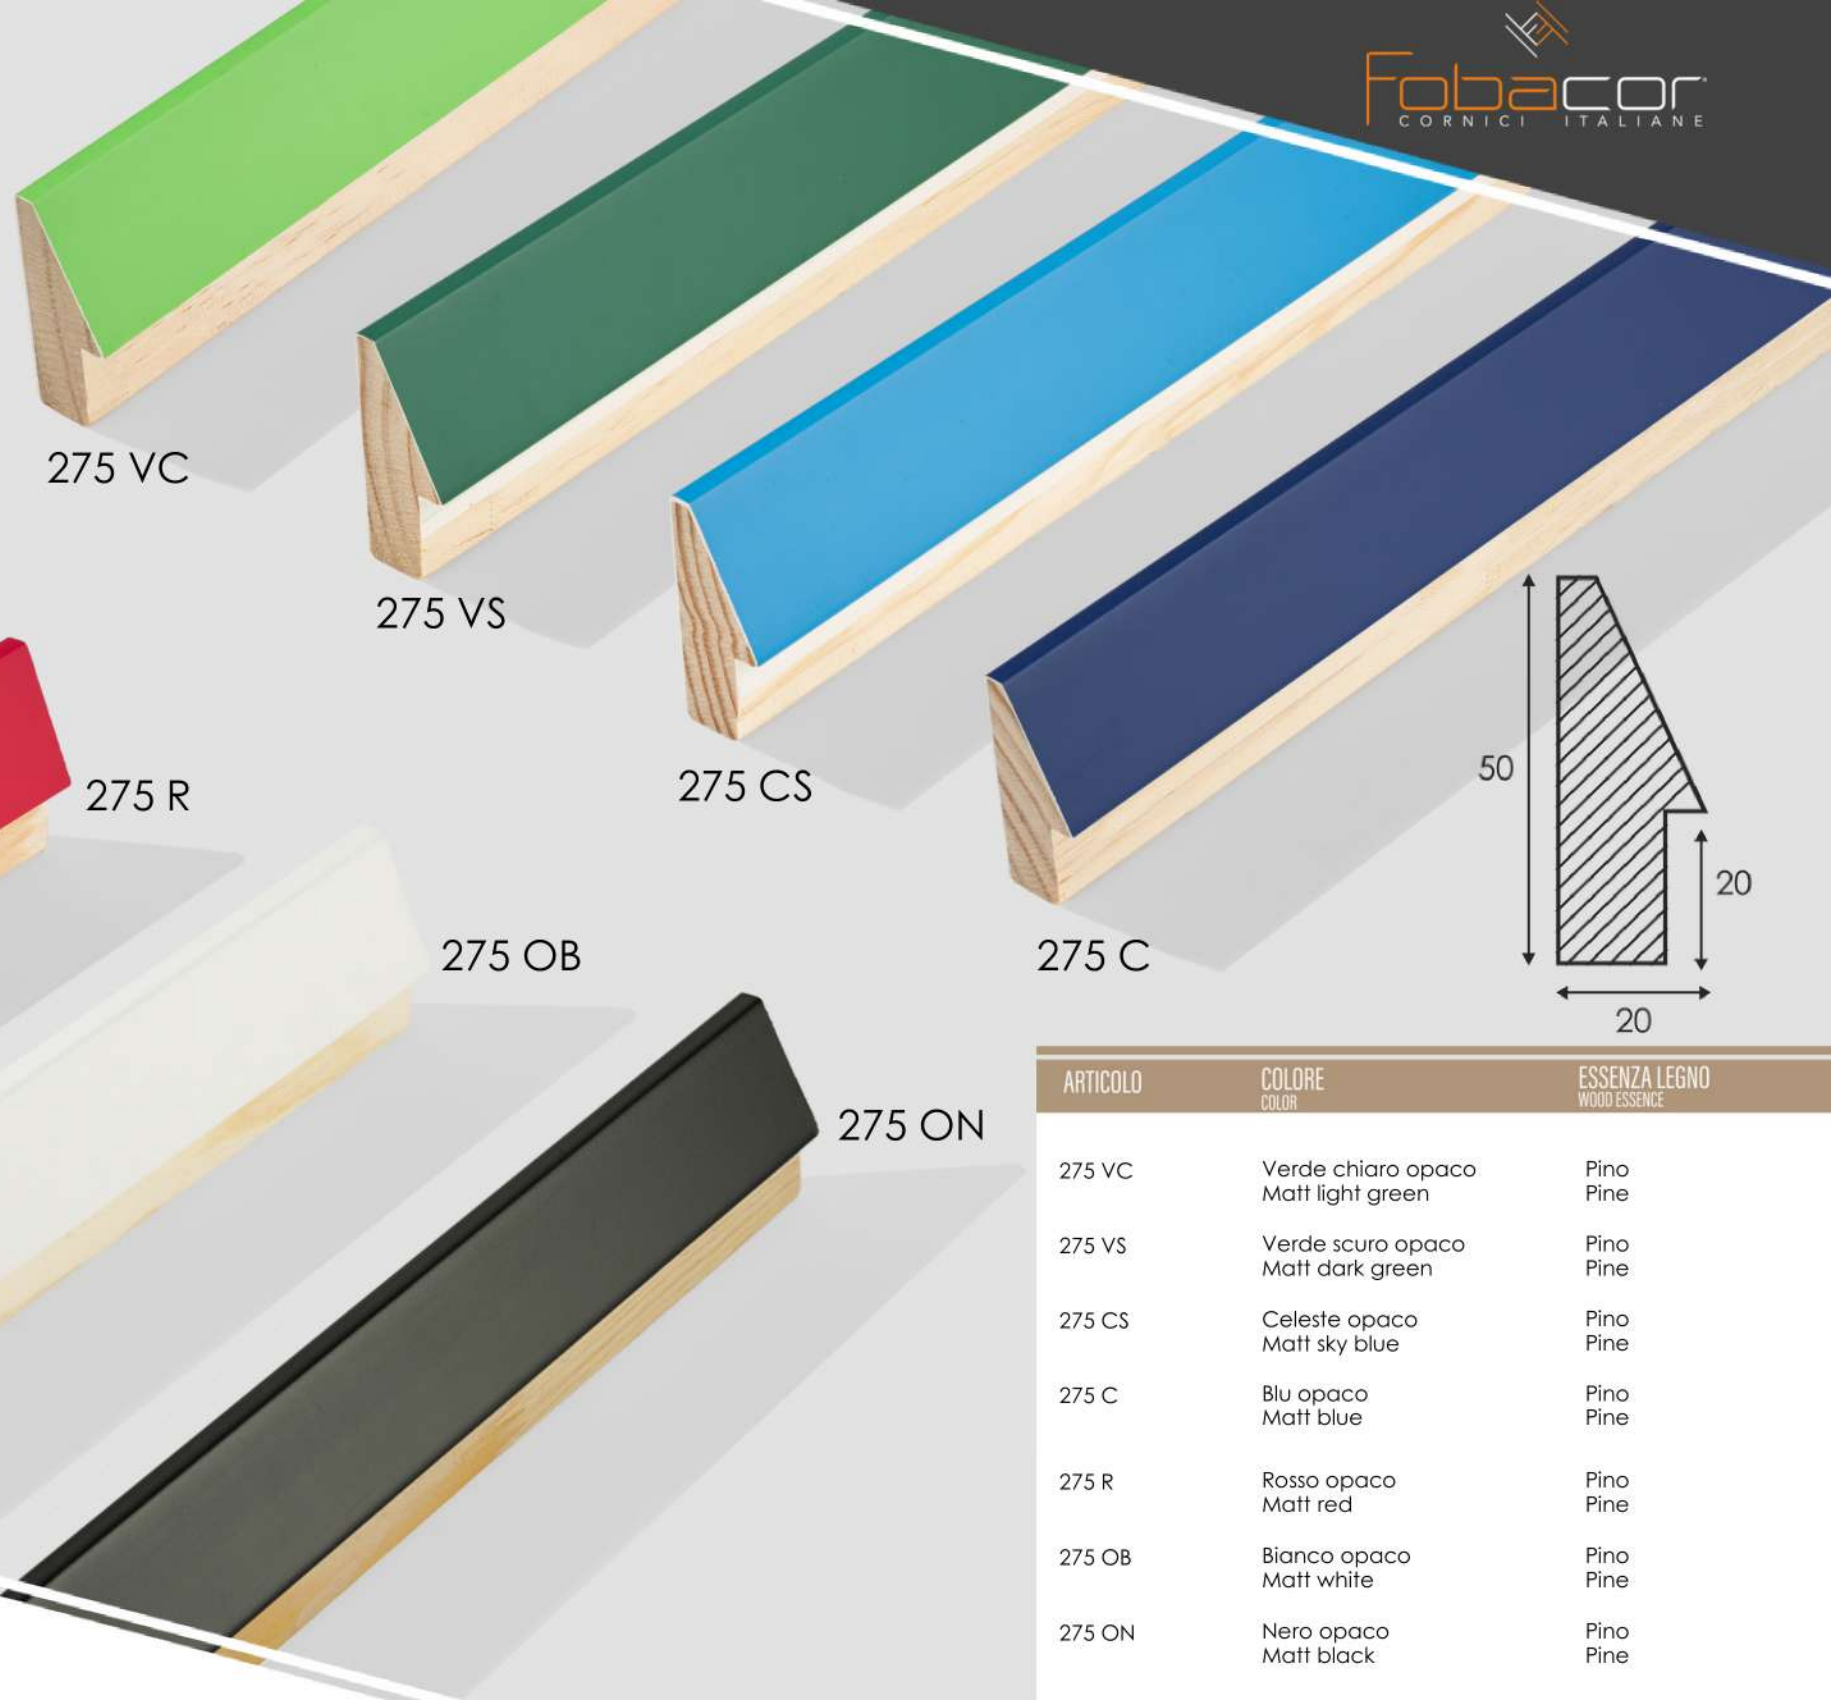 Fobacor
CORNICI ITALIANE
275 VC
275 VS
275 R
275 CS
275 OB
275 C
275 ON
50
20
20
ARTICOLO COLORE ESSENZA LEGNO
COLOR WOOD ESSENCE
275 VC Verde chiaro opaco Pino
Matt light green Pine
275 VS Verde scuro opaco Pino
Matt dark green Pine
275 CS Celeste opaco Pino
Matt sky blue Pine
275 C Blu opaco Pino
Matt blue Pine
275 R Rosso opaco Pino
Matt red Pine
275 OB Bianco opaco Pino
Matt white Pine
275 ON Nero opaco Pino
Matt black Pine